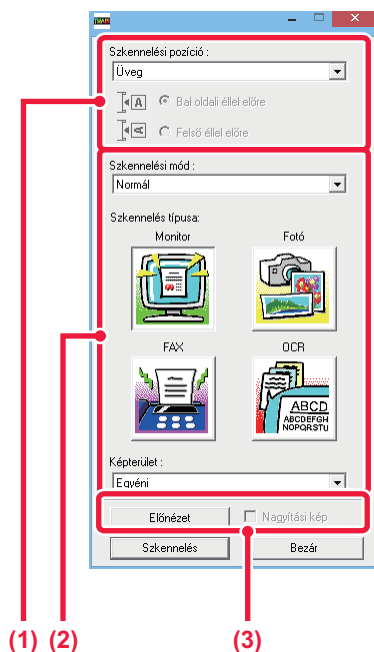 TWAIN
Szkennelési pozíció :
Üveg
A Bal oldali éllel előre
A Felső éllel előre
Szkennelési mód :
Normál
Szkennelés típusa:
Monitor Fotó
FAX OCR
ABCD
ABCDEFGH
NOPQRSTU
Képterület :
Egyéni
Előnézet Nagyítási kép
Szkennelés Bezár
(1) (2) (3)